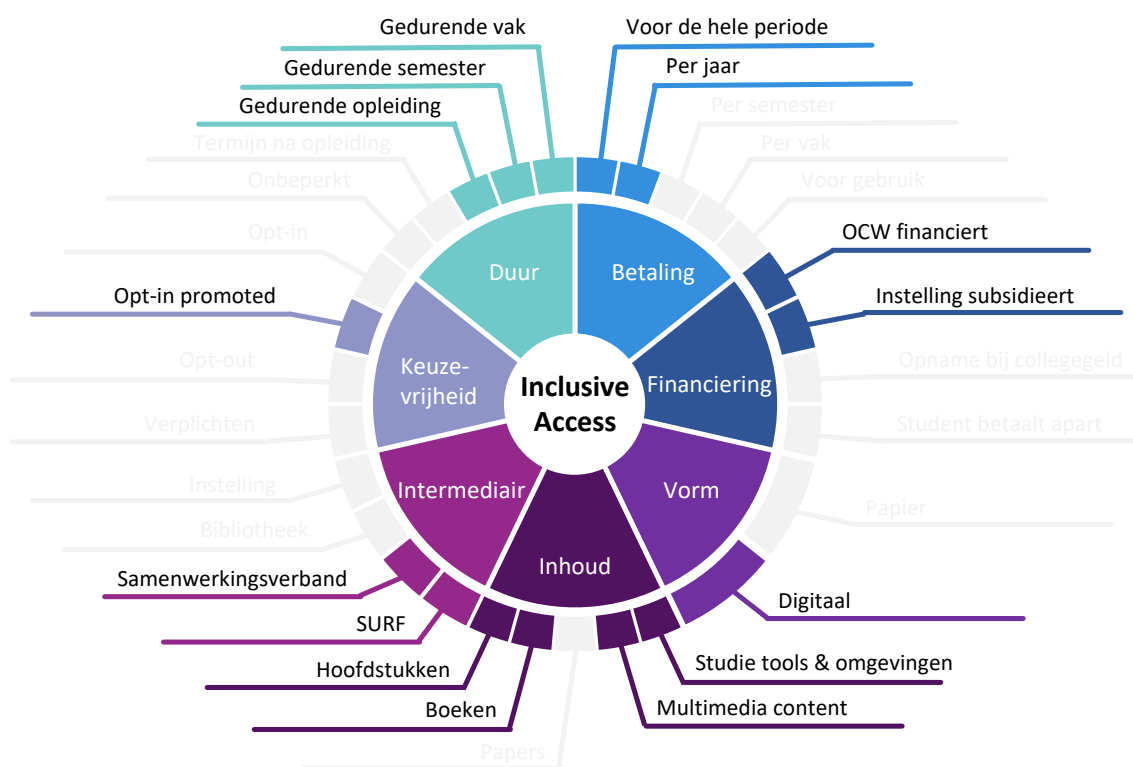 Gedurende vak
Voor de hele periode
Gedurende semester
Per jaar
Gedurende opleiding
Per semester
Termijn na opleiding
Per vak
Onbeperkt
Voor gebruik
Opt-in
OCW financiert
Opt-in promoted
Instelling subsidieert
Opt-out
Opname bij collegegeld
Verplichten
Student betaalt apart
Instelling
Papier
Bibliotheek
Samenwerkingsverband
Digitaal
SURF
Studie tools & omgevingen
Hoofdstukken
Multimedia content
Boeken
Papers
Duur
Betaling
Keuze-
vrijheid
Financiering
Inclusive
Access
Intermediair
Vorm
Inhoud